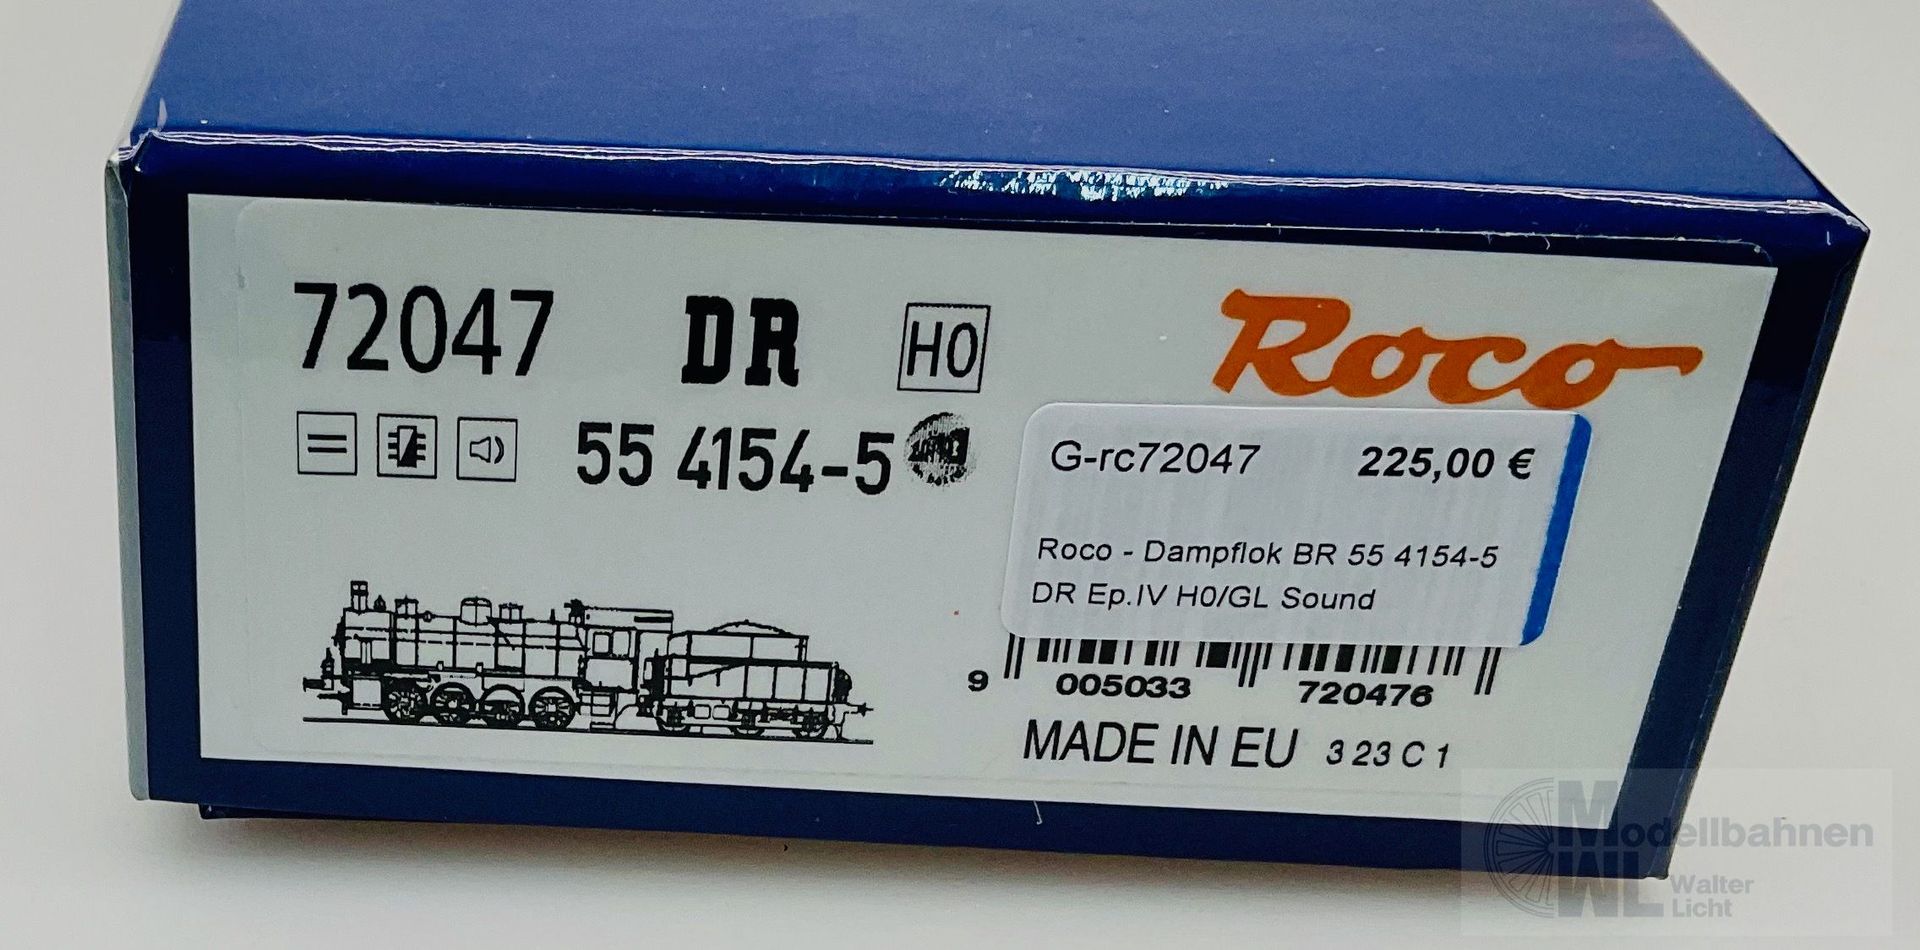 72047 DR H0 Roco
55 4154-5
G-rc72047 225,00 €
Roco - Dampflok BR 55 4154-5
DR Ep.IV H0/GL Sound
9 005033 720476
MADE IN EU 3 23 C 1
Modellbahnen
WL Walter
Licht